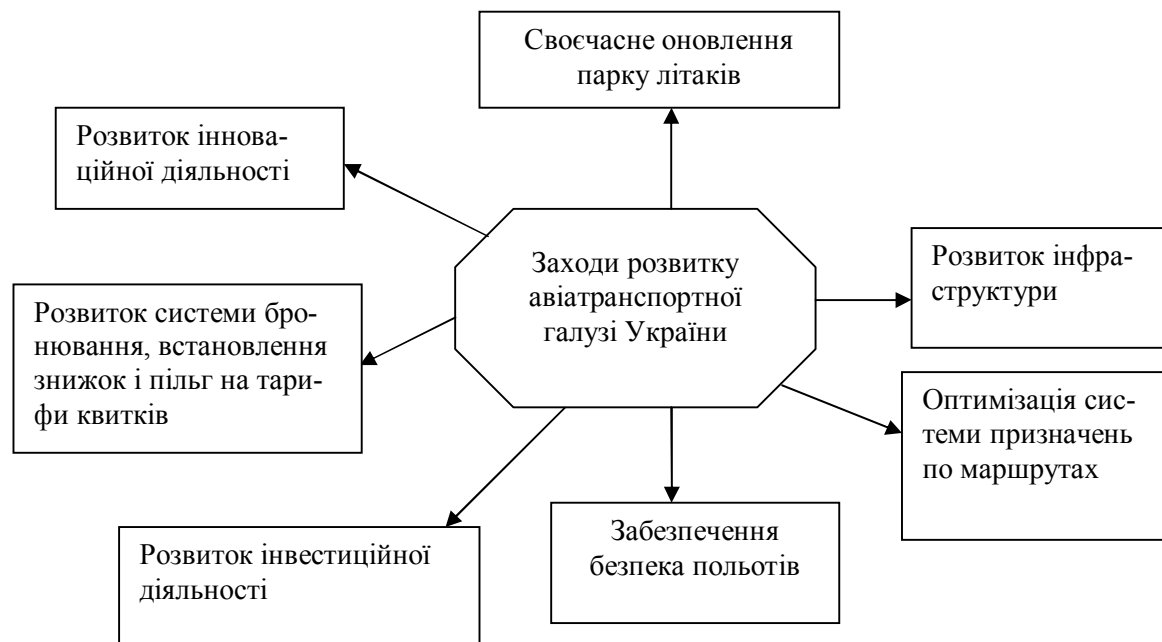 Своєчасне оновлення
парку літаків
Розвиток іннова-
ційної діяльності
Заходи розвитку
авіатранспортної
галузі України
Розвиток інфра-
структури
Розвиток системи бро-
нювання, встановлення
знижок і пільг на тари-
фи квитків
Оптимізація сис-
теми призначень
по маршрутах
Забезпечення
безпека польотів
Розвиток інвестиційної
діяльності